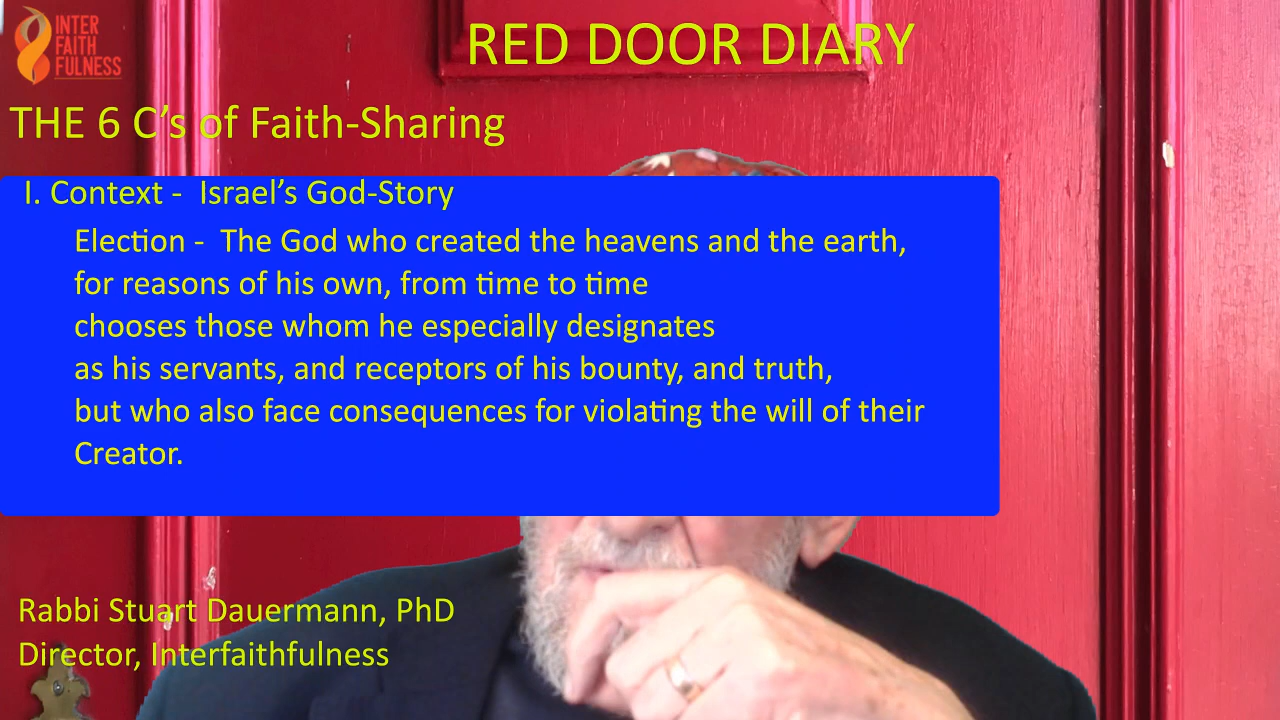 INTER
FAITH
FULNESS
RED DOOR DIARY
THE 6 C’s of Faith-Sharing
I. Context - Israel’s God-Story
Election - The God who created the heavens and the earth,
for reasons of his own, from time to time
chooses those whom he especially designates
as his servants, and receptors of his bounty, and truth,
but who also face consequences for violating the will of their
Creator.
Rabbi Stuart Dauermann, PhD
Director, Interfaithfulness